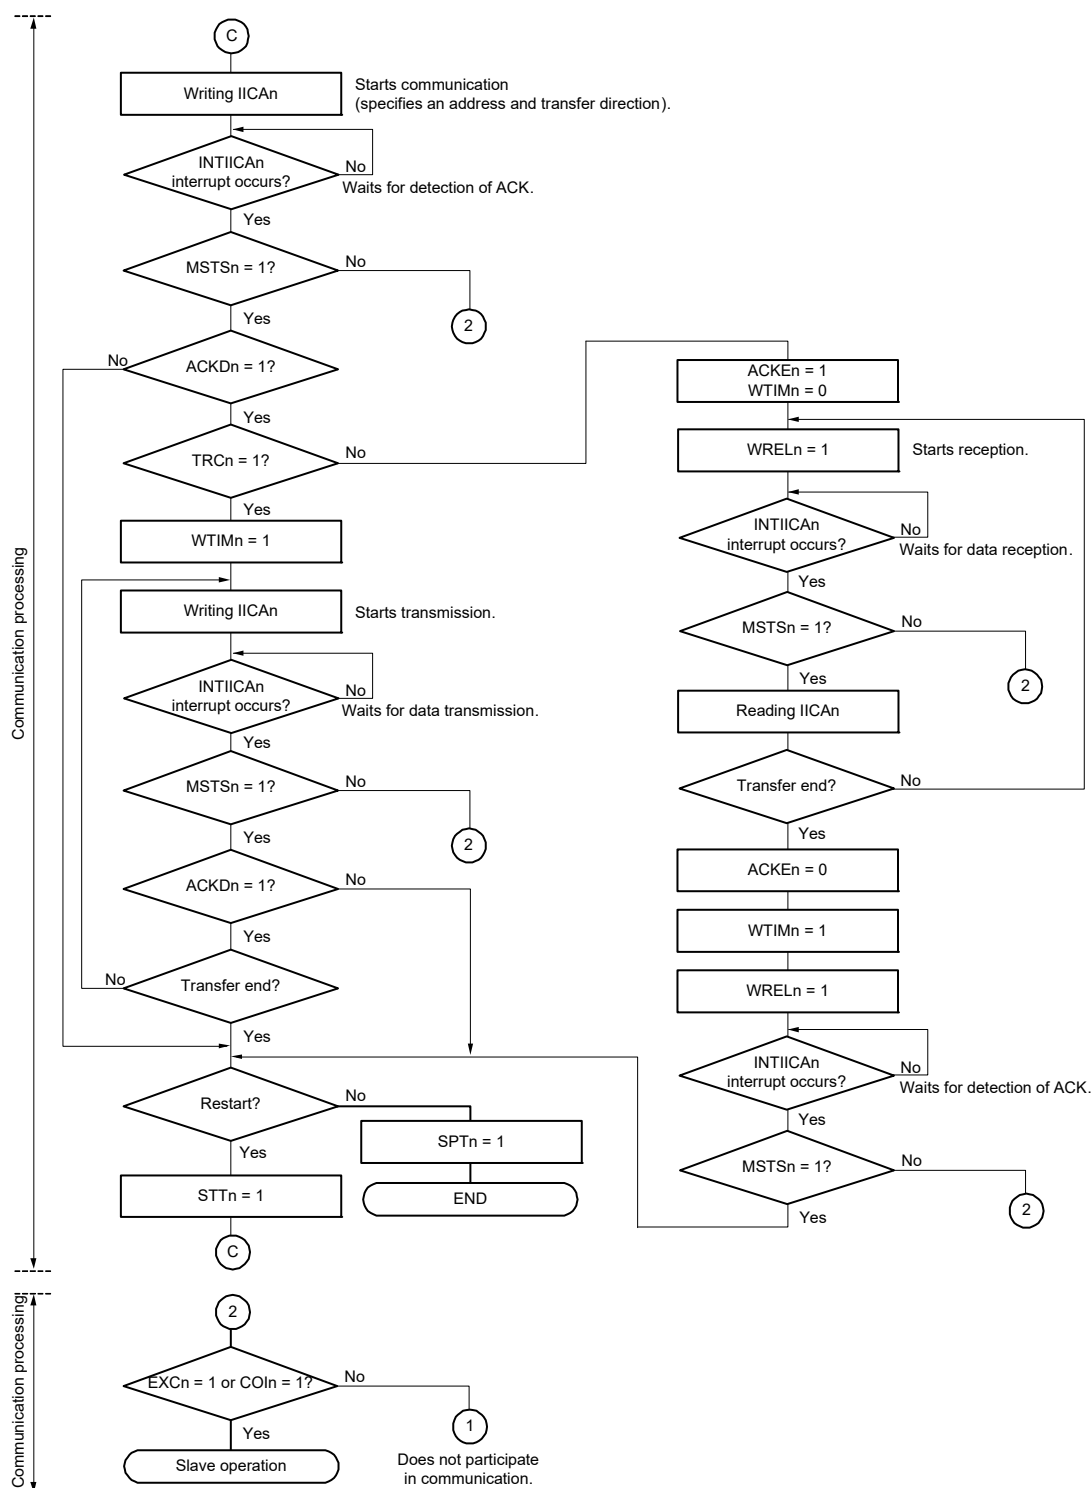 C
Writing IICAn
Starts communication
(specifies an address and transfer direction).
INTIICAn
interrupt occurs?
No
Waits for detection of ACK.
Yes
MSTSn = 1?
No
2
Yes
ACKDn = 1?
No
Yes
TRCn = 1?
No
Yes
WTIMn = 1
Writing IICAn
Starts transmission.
INTIICAn
interrupt occurs?
No
Waits for data transmission.
Yes
MSTSn = 1?
No
2
Yes
ACKDn = 1?
No
Yes
Transfer end?
No
Yes
Restart?
No
SPTn = 1
END
Yes
STTn = 1
C
ACKEn = 1
WTIMn = 0
WRELn = 1
Starts reception.
INTIICAn
interrupt occurs?
No
Waits for data reception.
Yes
MSTSn = 1?
No
2
Yes
Reading IICAn
Transfer end?
No
Yes
ACKEn = 0
WTIMn = 1
WRELn = 1
INTIICAn
interrupt occurs?
No
Waits for detection of ACK.
Yes
MSTSn = 1?
No
2
Yes
Communication processing
2
EXCn = 1 or COIn = 1?
No
1
Does not participate
in communication.
Yes
Slave operation
Communication processing